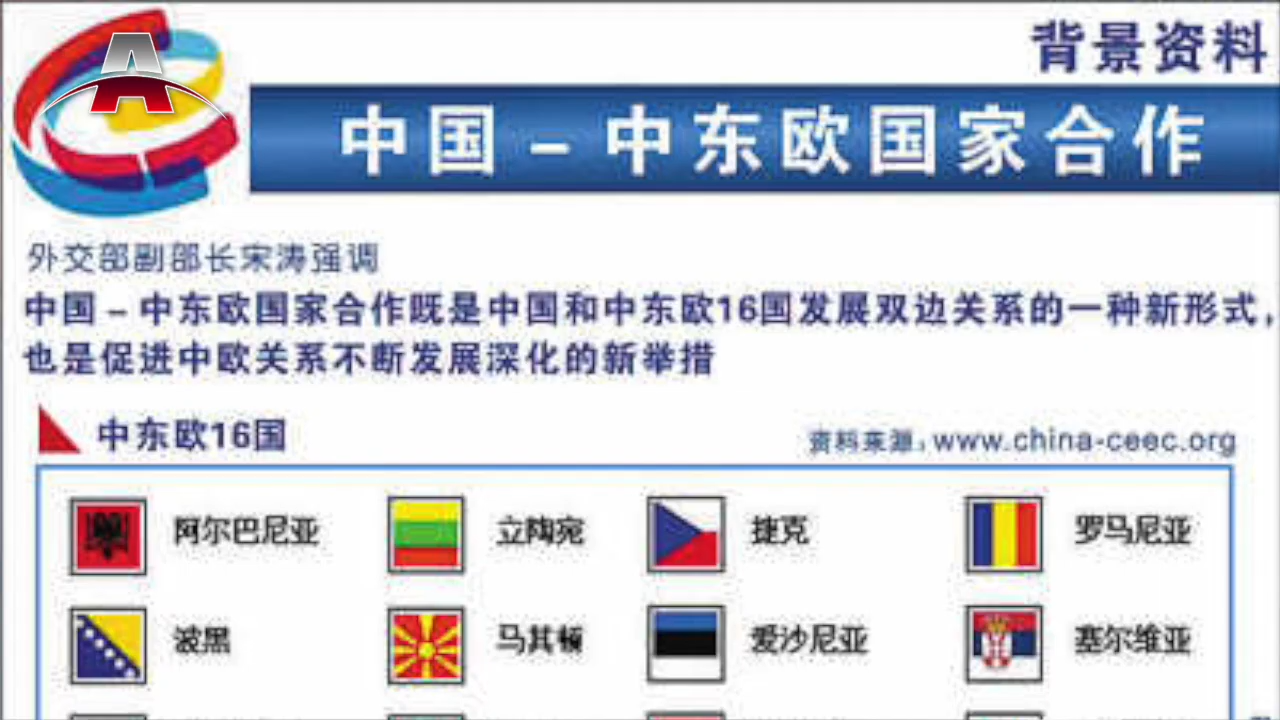 背景资料
中国－中东欧国家合作
外交部副部长宋涛强调
中国－中东欧国家合作既是中国和中东欧16国发展双边关系的一种新形式，
也是促进中欧关系不断发展深化的新举措
中东欧16国
资料来源：www.china-ceec.org
阿尔巴尼亚 立陶宛 捷克 罗马尼亚
波黑 马其顿 爱沙尼亚 塞尔维亚